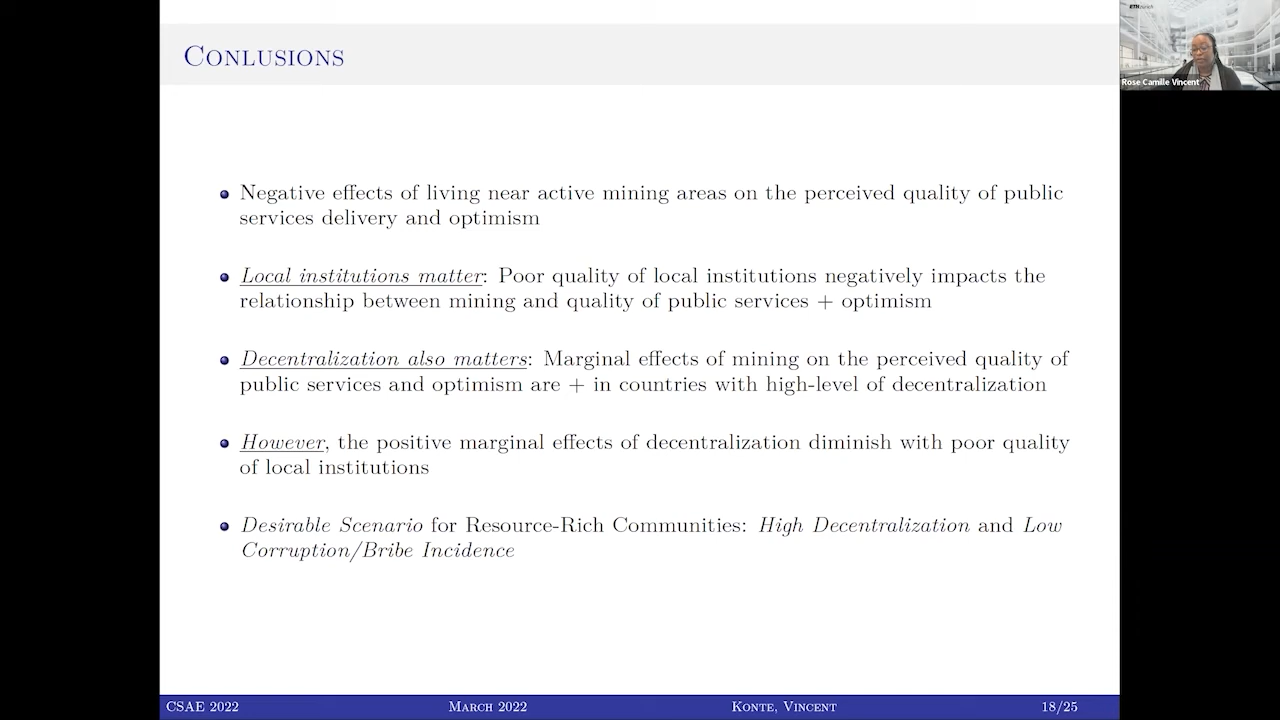 CONLUSIONS
ETH zürich
Rose Camille Vincent
Negative effects of living near active mining areas on the perceived quality of public
services delivery and optimism
Local institutions matter: Poor quality of local institutions negatively impacts the
relationship between mining and quality of public services + optimism
Decentralization also matters: Marginal effects of mining on the perceived quality of
public services and optimism are + in countries with high-level of decentralization
However, the positive marginal effects of decentralization diminish with poor quality
of local institutions
Desirable Scenario for Resource-Rich Communities: High Decentralization and Low
Corruption/Bribe Incidence
CSAE 2022 MARCH 2022 KONTE, VINCENT 18/25